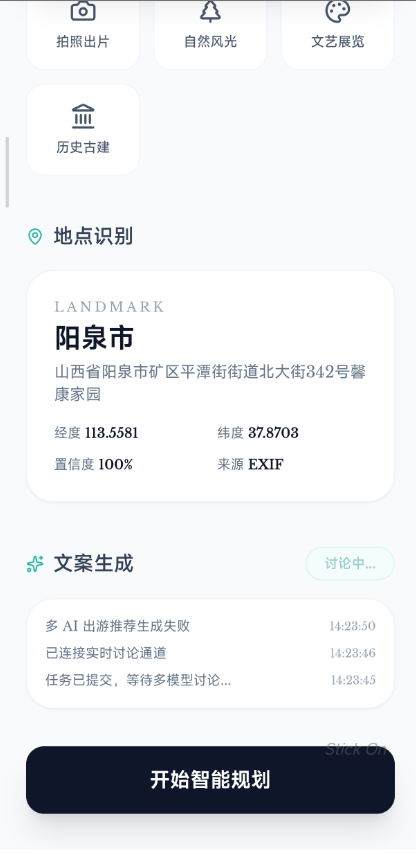 拍照出片
自然风光
文艺展览
历史古建
地点识别
LANDMARK
阳泉市
山西省阳泉市矿区平潭街街道北大街342号馨
康家园
经度 113.5581
纬度 37.8703
置信度 100%
来源 EXIF
文案生成
讨论中...
多 AI 出游推荐生成失败
14:23:50
已连接实时讨论通道
14:23:46
任务已提交，等待多模型讨论...
14:23:45
Stick On
开始智能规划